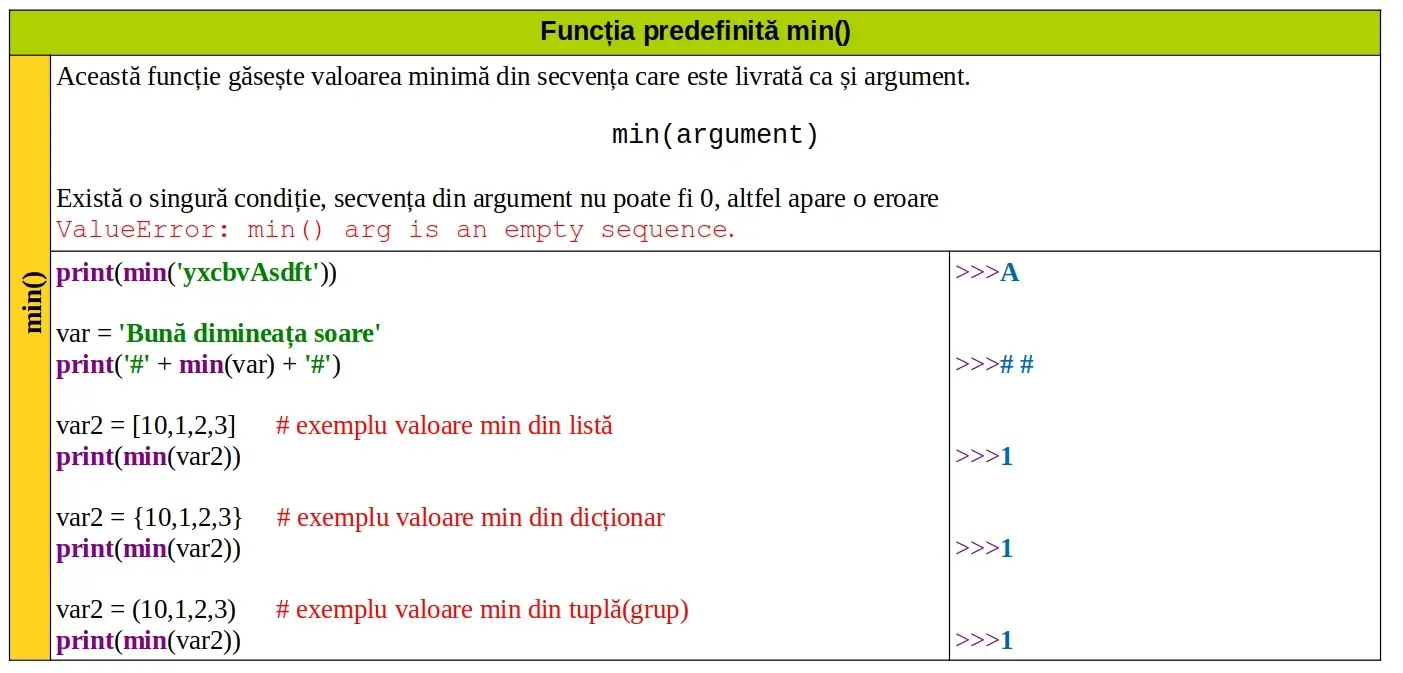 Funcția predefinită min()
min()
Această funcție găsește valoarea minimă din secvența care este livrată ca și argument.
min(argument)
Există o singură condiție, secvența din argument nu poate fi 0, altfel apare o eroare
ValueError: min() arg is an empty sequence.
print(min('yxcbvAsdft')) >>>A
var = 'Bună dimineața soare'
print('#' + min(var) + '#') >>># #
var2 = [10,1,2,3] # exemplu valoare min din listă
print(min(var2)) >>>1
var2 = {10,1,2,3} # exemplu valoare min din dicționar
print(min(var2)) >>>1
var2 = (10,1,2,3) # exemplu valoare min din tuplă(grup)
print(min(var2)) >>>1